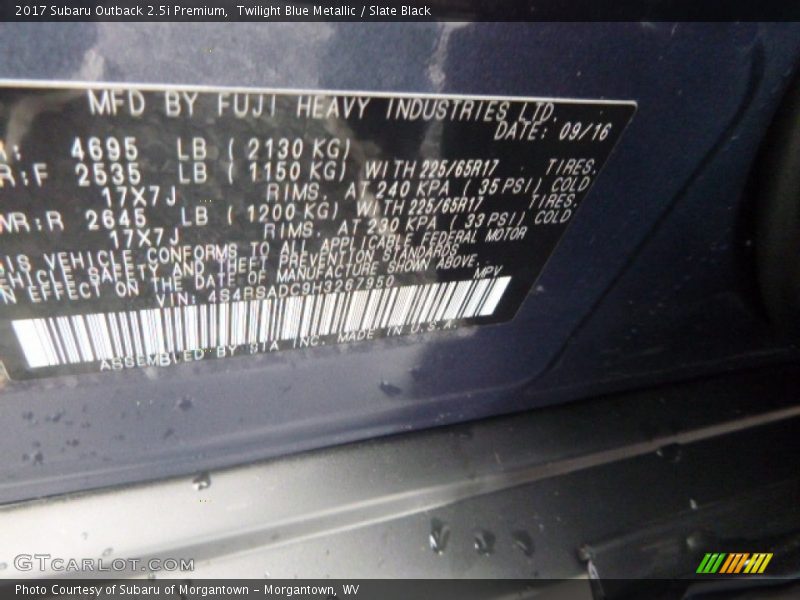 2017 Subaru Outback 2.5i Premium,  Twilight Blue Metallic / Slate Black
MFD BY FUJI HEAVY INDUSTRIES LTD.
DATE: 09/16
4695 LB ( 2130 KG)
R:F 2535 LB ( 1150 KG) WITH 225/65R17 TIRES.
17X7J RIMS. AT 240 KPA ( 35 PSI) COLD
WR:R 2645 LB ( 1200 KG) WITH 225/65R17 TIRES.
17X7J RIMS. AT 230 KPA ( 33 PSI) COLD
IS VEHICLE CONFORMS TO ALL APPLICABLE FEDERAL MOTOR
EHICLE SAFETY AND THEFT PREVENTION STANDARDS
N EFFECT ON THE DATE OF MANUFACTURE SHOWN ABOVE.
VIN: 4S4BSADC9H3267950 MPV
ASSEMBLED BY SIA INC. MADE IN U.S.A.
GTCARLOT.COM
Photo Courtesy of Subaru of Morgantown – Morgantown, WV